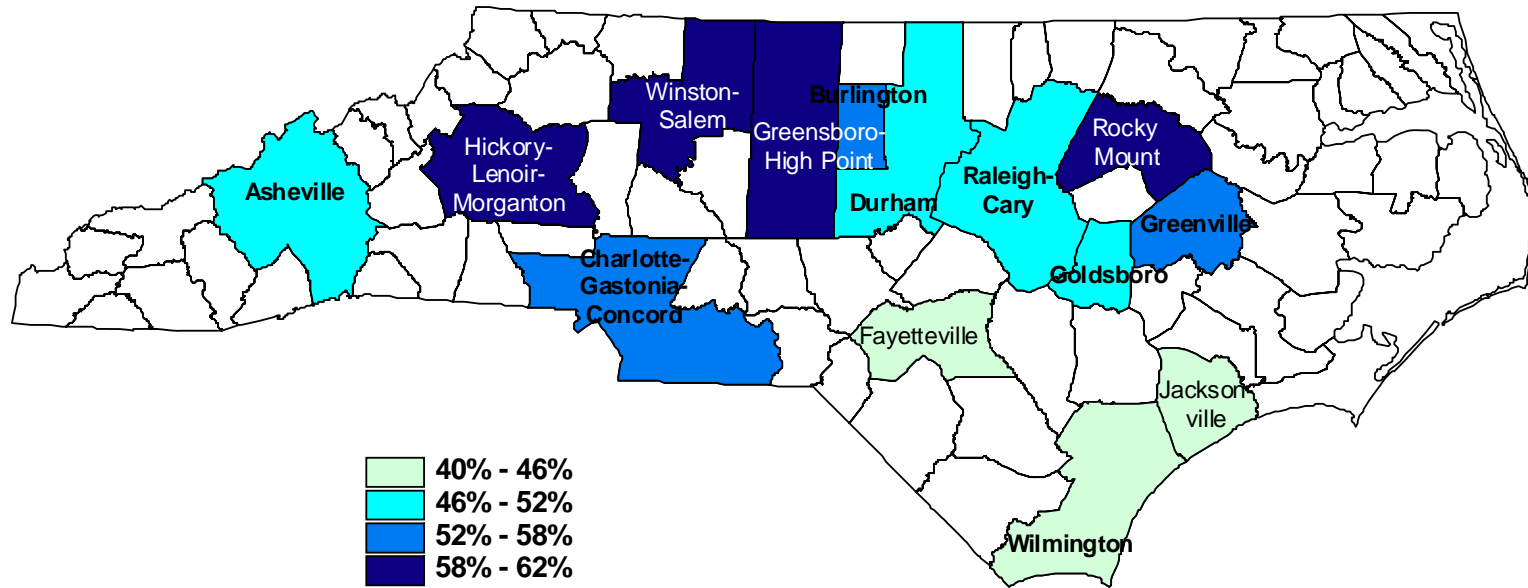 Winston-
Salem
Burlington
Greensboro-
High Point
Rocky
Mount
Hickory-
Lenoir-
Morganton
Asheville
Raleigh-
Cary
Durham
Greenville
Charlotte-
Gastonia-
Concord
Goldsboro
Fayetteville
Jackson-
ville
Wilmington
40% - 46%
46% - 52%
52% - 58%
58% - 62%